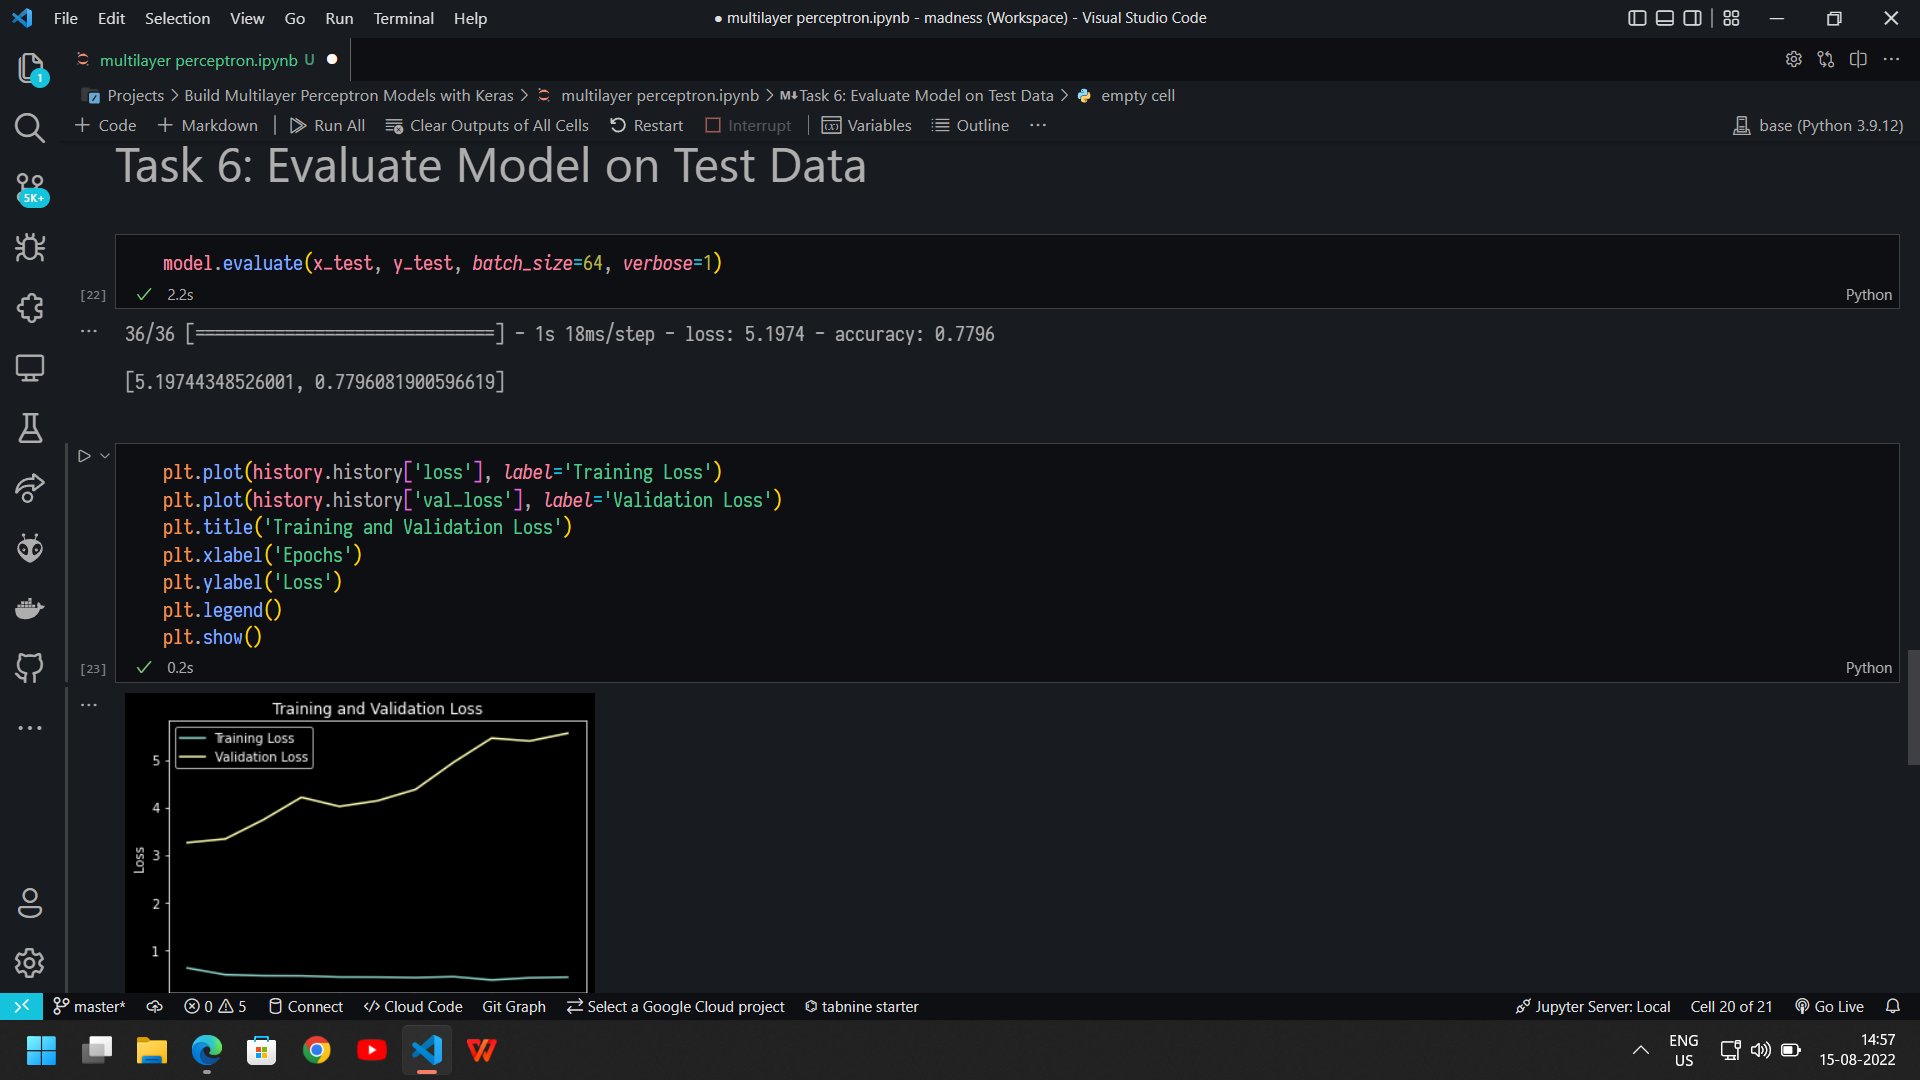 File Edit Selection View Go Run Terminal Help
● multilayer perceptron.ipynb - madness (Workspace) - Visual Studio Code
multilayer perceptron.ipynb U
1
Projects > Build Multilayer Perceptron Models with Keras > multilayer perceptron.ipynb > M↓Task 6: Evaluate Model on Test Data > empty cell
+ Code + Markdown Run All Clear Outputs of All Cells Restart Interrupt Variables Outline ...
base (Python 3.9.12)
5K+
Task 6: Evaluate Model on Test Data
model.evaluate(x_test, y_test, batch_size=64, verbose=1)
[22] 2.2s Python
36/36 [==============================] - 1s 18ms/step - loss: 5.1974 - accuracy: 0.7796
[5.19744348526001, 0.7796081900596619]
plt.plot(history.history['loss'], label='Training Loss')
plt.plot(history.history['val_loss'], label='Validation Loss')
plt.title('Training and Validation Loss')
plt.xlabel('Epochs')
plt.ylabel('Loss')
plt.legend()
plt.show()
[23] 0.2s Python
Training and Validation Loss
Training Loss
Validation Loss
5
4
3
2
1
Loss
master* 0 5 Connect Cloud Code Git Graph Select a Google Cloud project tabnine starter
Jupyter Server: Local Cell 20 of 21 Go Live
ENG
US
14:57
15-08-2022